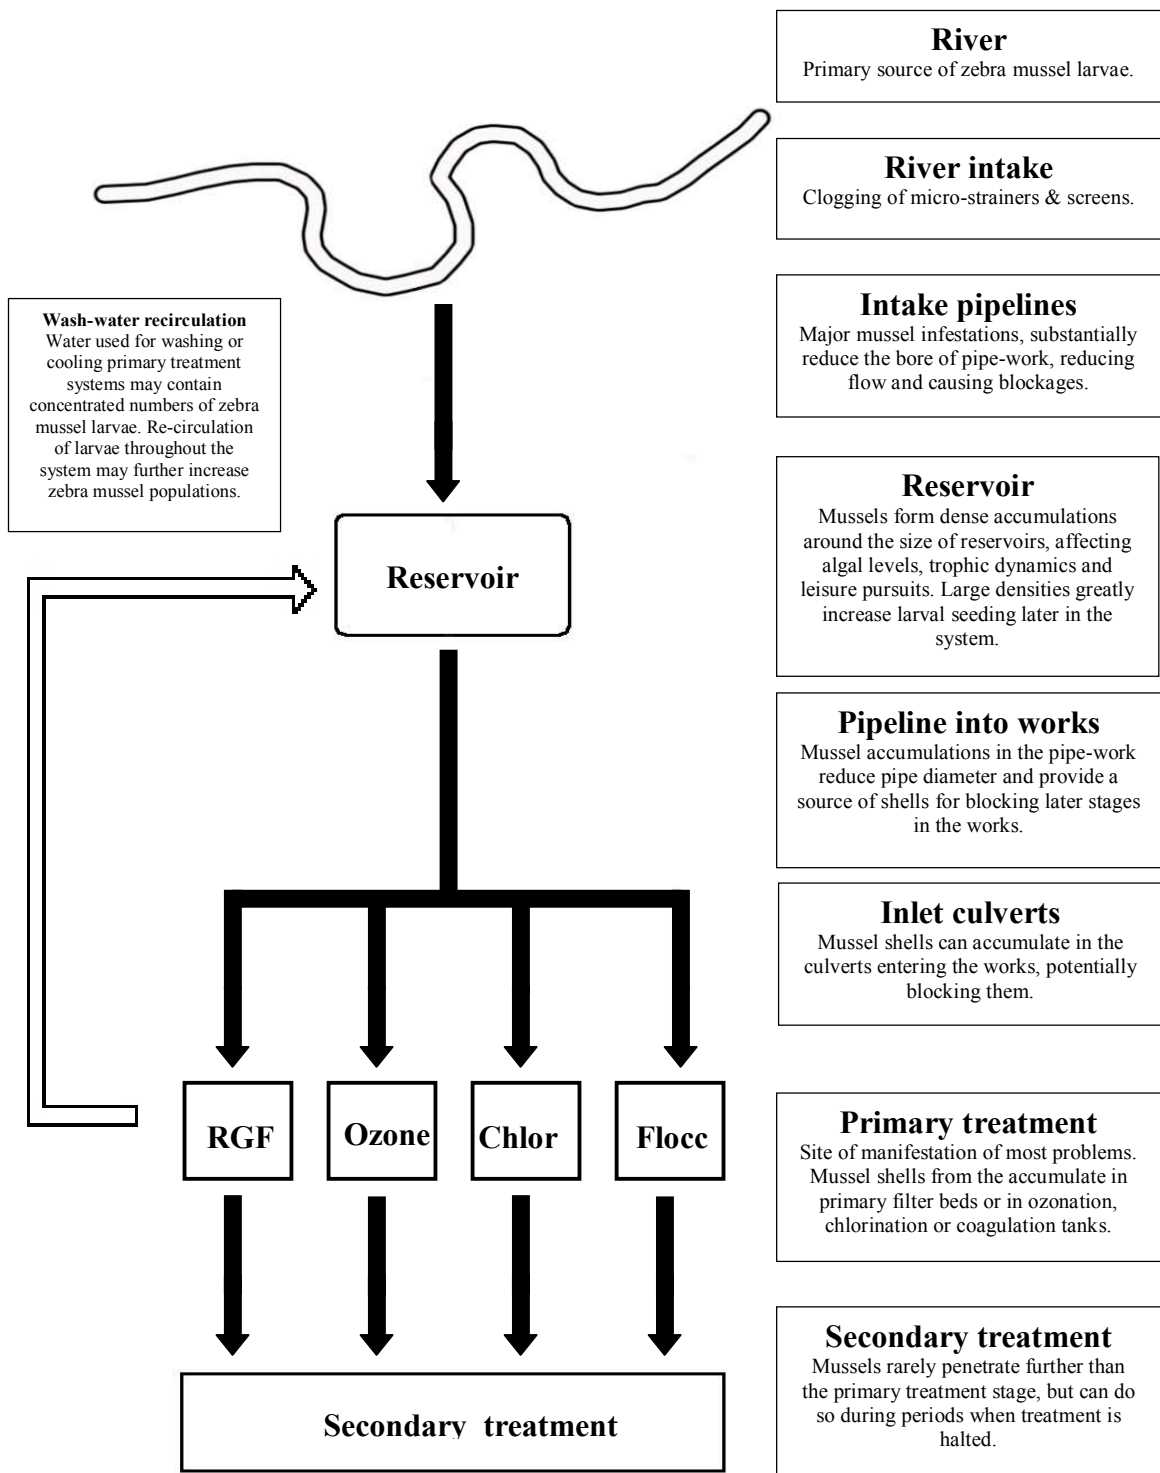 River
Primary source of zebra mussel larvae.
River intake
Clogging of micro-strainers & screens.
Intake pipelines
Major mussel infestations, substantially
reduce the bore of pipe-work, reducing
flow and causing blockages.
Wash-water recirculation
Water used for washing or
cooling primary treatment
systems may contain
concentrated numbers of zebra
mussel larvae. Re-circulation
of larvae throughout the
system may further increase
zebra mussel populations.
Reservoir
Reservoir
Mussels form dense accumulations
around the size of reservoirs, affecting
algal levels, trophic dynamics and
leisure pursuits. Large densities greatly
increase larval seeding later in the
system.
Pipeline into works
Mussel accumulations in the pipe-work
reduce pipe diameter and provide a
source of shells for blocking later stages
in the works.
Inlet culverts
Mussel shells can accumulate in the
culverts entering the works, potentially
blocking them.
RGF
Ozone
Chlor
Flocc
Primary treatment
Site of manifestation of most problems.
Mussel shells from the accumulate in
primary filter beds or in ozonation,
chlorination or coagulation tanks.
Secondary treatment
Secondary treatment
Mussels rarely penetrate further than
the primary treatment stage, but can do
so during periods when treatment is
halted.